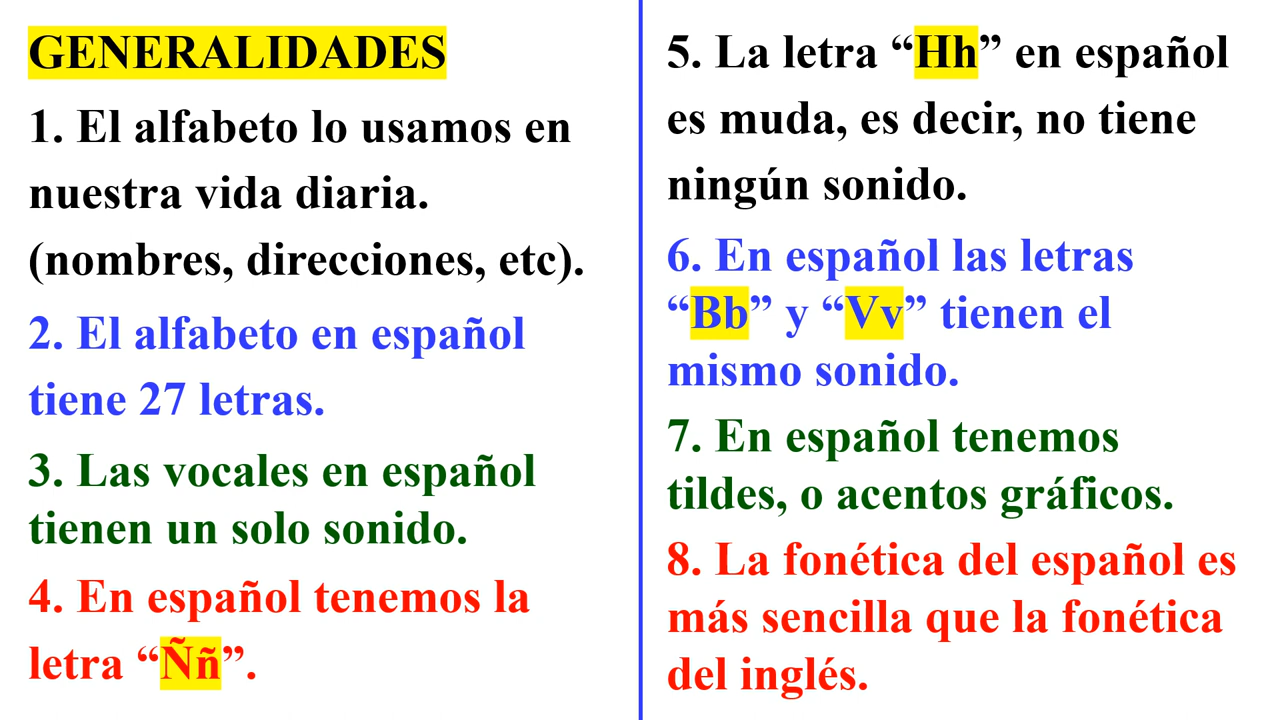 GENERALIDADES
1. El alfabeto lo usamos en
nuestra vida diaria.
(nombres, direcciones, etc).
2. El alfabeto en español
tiene 27 letras.
3. Las vocales en español
tienen un solo sonido.
4. En español tenemos la
letra “Ññ”.
5. La letra “Hh” en español
es muda, es decir, no tiene
ningún sonido.
6. En español las letras
“Bb” y “Vv” tienen el
mismo sonido.
7. En español tenemos
tildes, o acentos gráficos.
8. La fonética del español es
más sencilla que la fonética
del inglés.